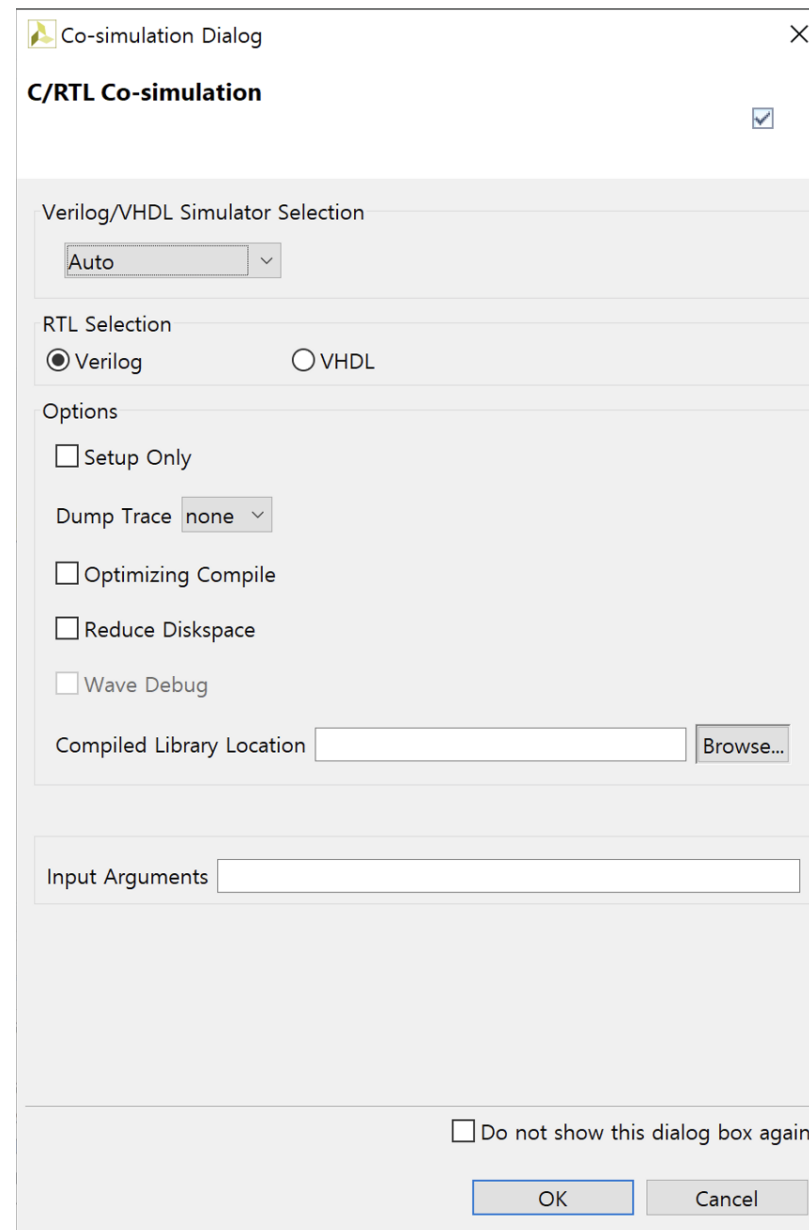 Co-simulation Dialog
C/RTL Co-simulation
Verilog/VHDL Simulator Selection
Auto
RTL Selection
Verilog VHDL
Options
Setup Only
Dump Trace none
Optimizing Compile
Reduce Diskspace
Wave Debug
Compiled Library Location Browse...
Input Arguments
Do not show this dialog box again
OK Cancel